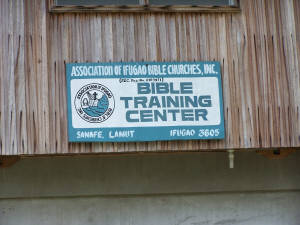 ASSOCIATION OF IFUGAO BIBLE CHURCHES, INC.
BIBLE
TRAINING
CENTER
SANAFE, LAMUT IFUGAO 3605